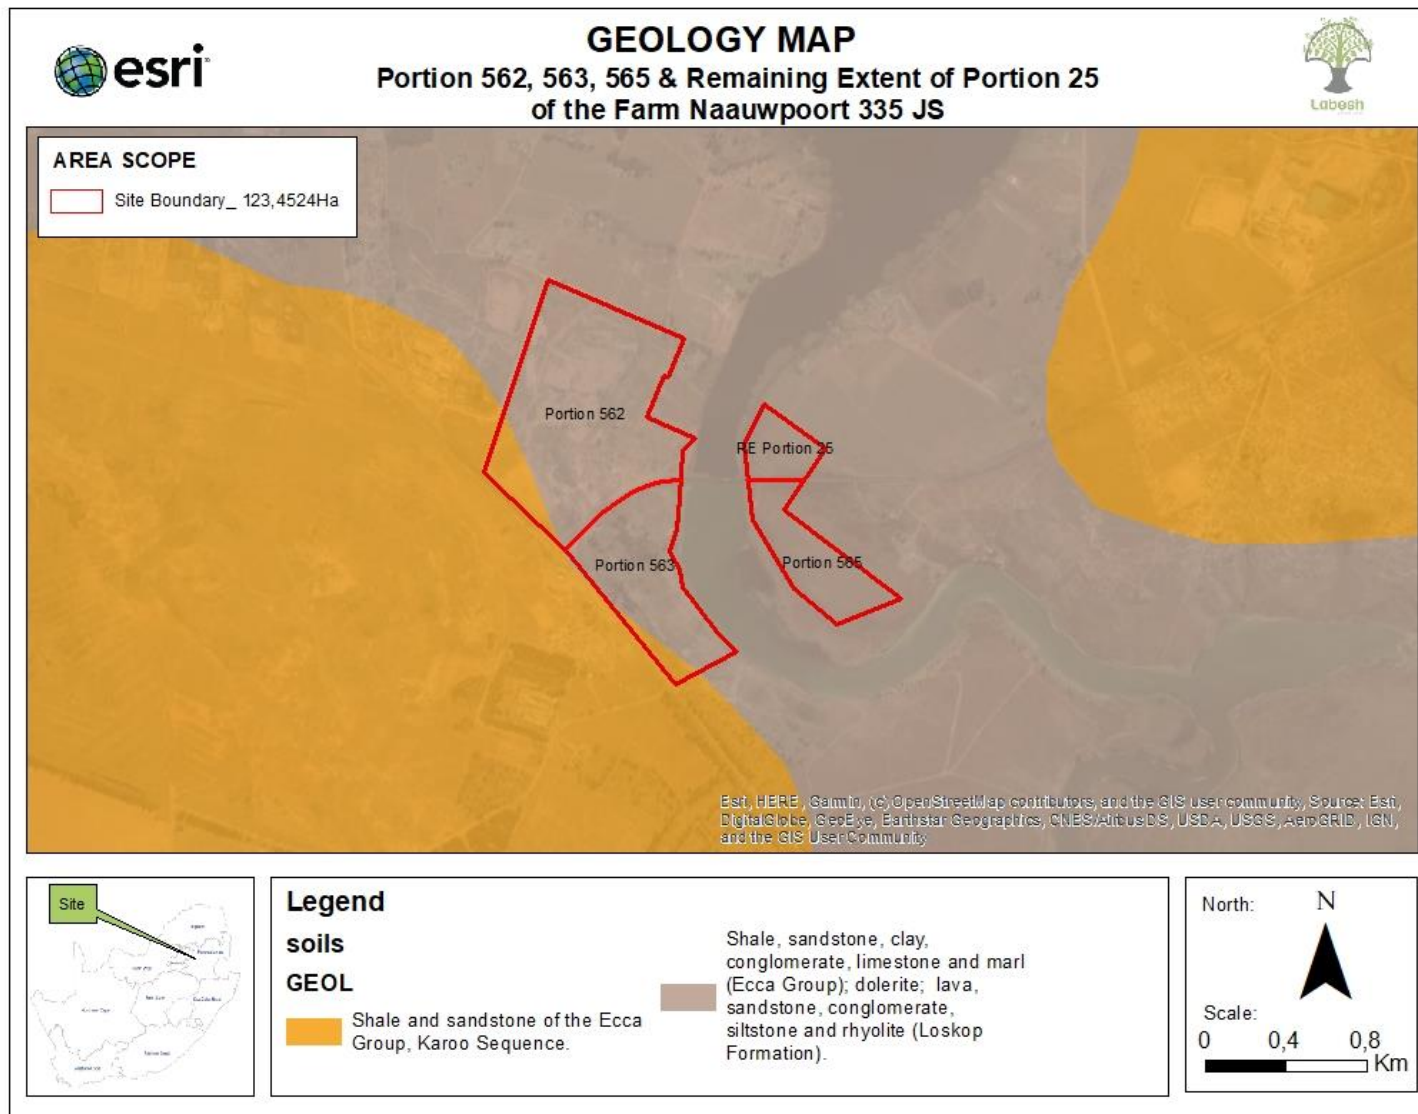 esri
GEOLOGY MAP
Portion 562, 563, 565 & Remaining Extent of Portion 25
of the Farm Naauwpoort 335 JS
Labesh
AREA SCOPE
Site Boundary_ 123,4524Ha
Portion 562
RE Portion 25
Portion 563
Portion 565
Esri, HERE, Garmin, (c) OpenStreetMap contributors, and the GIS user community, Source: Esri,
DigitalGlobe, GeoEye, Earthstar Geographics, CNES/Airbus DS, USDA, USGS, AeroGRID, IGN,
and the GIS User Community
Site
Legend
soils
GEOL
Shale and sandstone of the Ecca
Group, Karoo Sequence.
Shale, sandstone, clay,
conglomerate, limestone and marl
(Ecca Group); dolerite; lava,
sandstone, conglomerate,
siltstone and rhyolite (Loskop
Formation).
North:
N
Scale:
0 0,4 0,8
Km